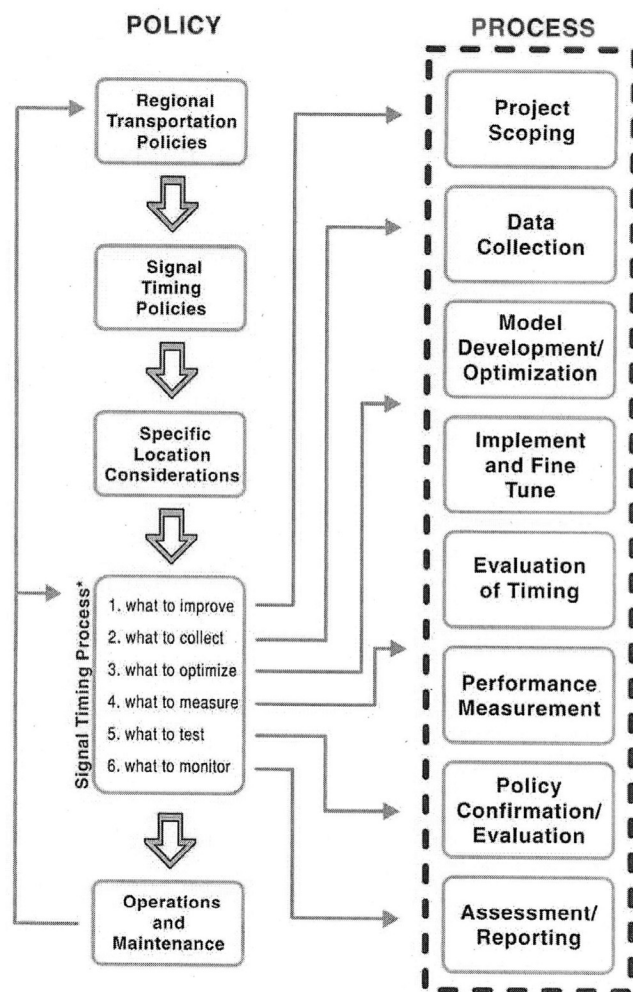 POLICY
Regional
Transportation
Policies
Signal
Timing
Policies
Specific
Location
Considerations
Signal Timing Process*
1. what to improve
2. what to collect
3. what to optimize
4. what to measure
5. what to test
6. what to monitor
Operations
and
Maintenance
PROCESS
Project
Scoping
Data
Collection
Model
Development/
Optimization
Implement
and Fine
Tune
Evaluation
of Timing
Performance
Measurement
Policy
Confirmation/
Evaluation
Assessment/
Reporting